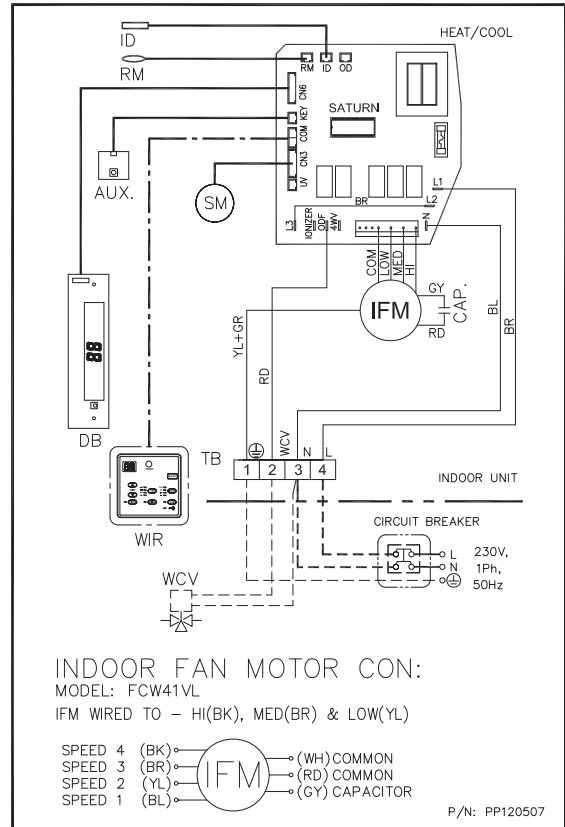 ID
RM
HEAT/COOL
RM ID OD
CN6
KEY
COM
CN3
UV
SATURN
AUX.
SM
L1
L2
BR
L3
IONIZER
ODF
4WV
N
COM
LOW
MED
HI
GY
CAP.
RD
IFM
YL+GR
RD
BL
BR
88
DB
WIR
TB
WCV
N
L
1 2 3 4
INDOOR UNIT
CIRCUIT BREAKER
L
N
230V,
1Ph,
50Hz
WCV
INDOOR FAN MOTOR CON:
MODEL: FCW41VL
IFM WIRED TO – HI(BK), MED(BR) & LOW(YL)
SPEED 4 (BK)
SPEED 3 (BR)
SPEED 2 (YL)
SPEED 1 (BL)
IFM
(WH) COMMON
(RD) COMMON
(GY) CAPACITOR
P/N: PP120507